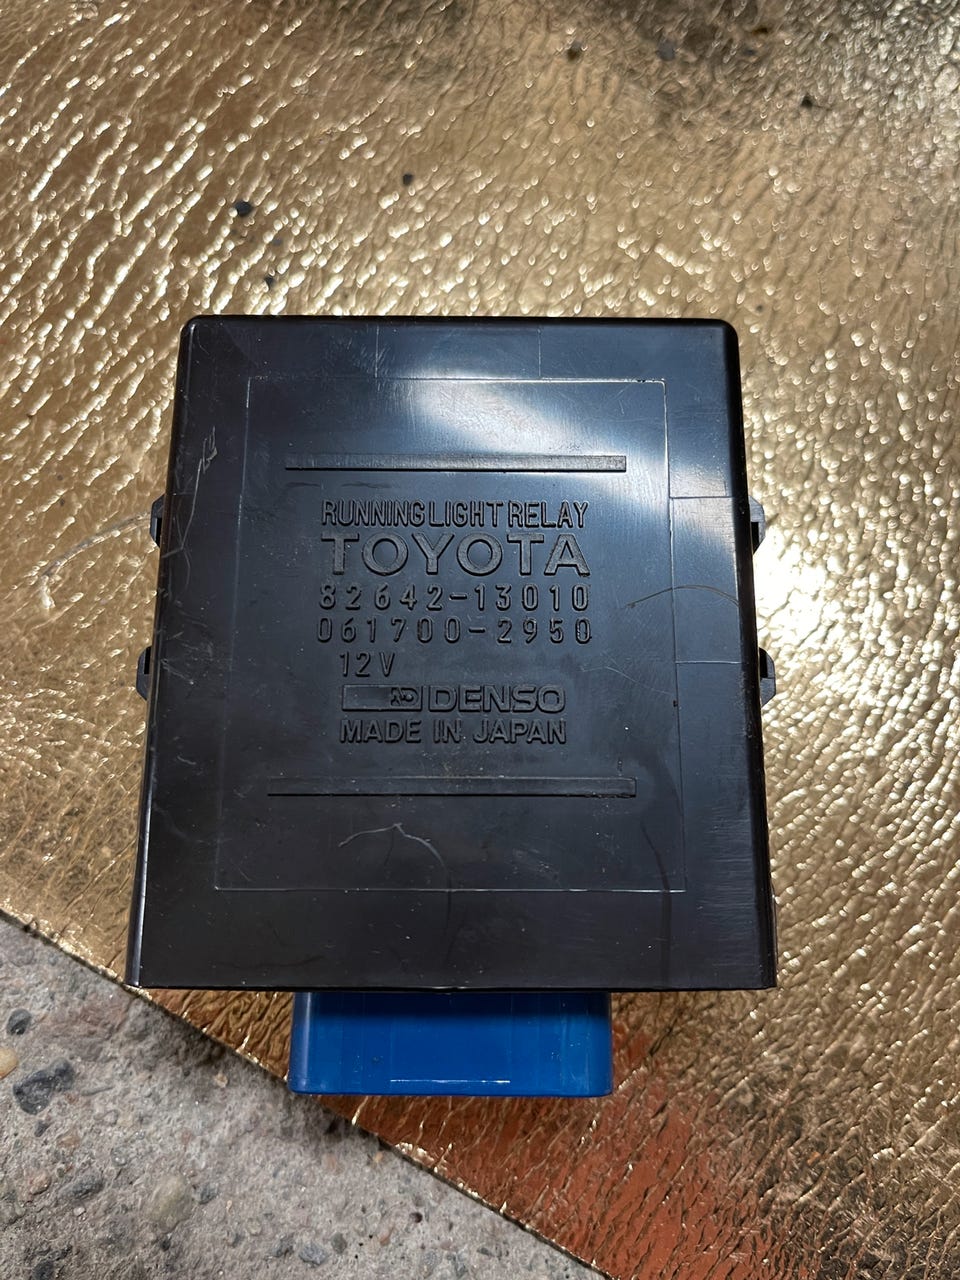 RUNNING LIGHT RELAY
TOYOTA
82642-13010
061700-2950
12V
DENSO
MADE IN JAPAN